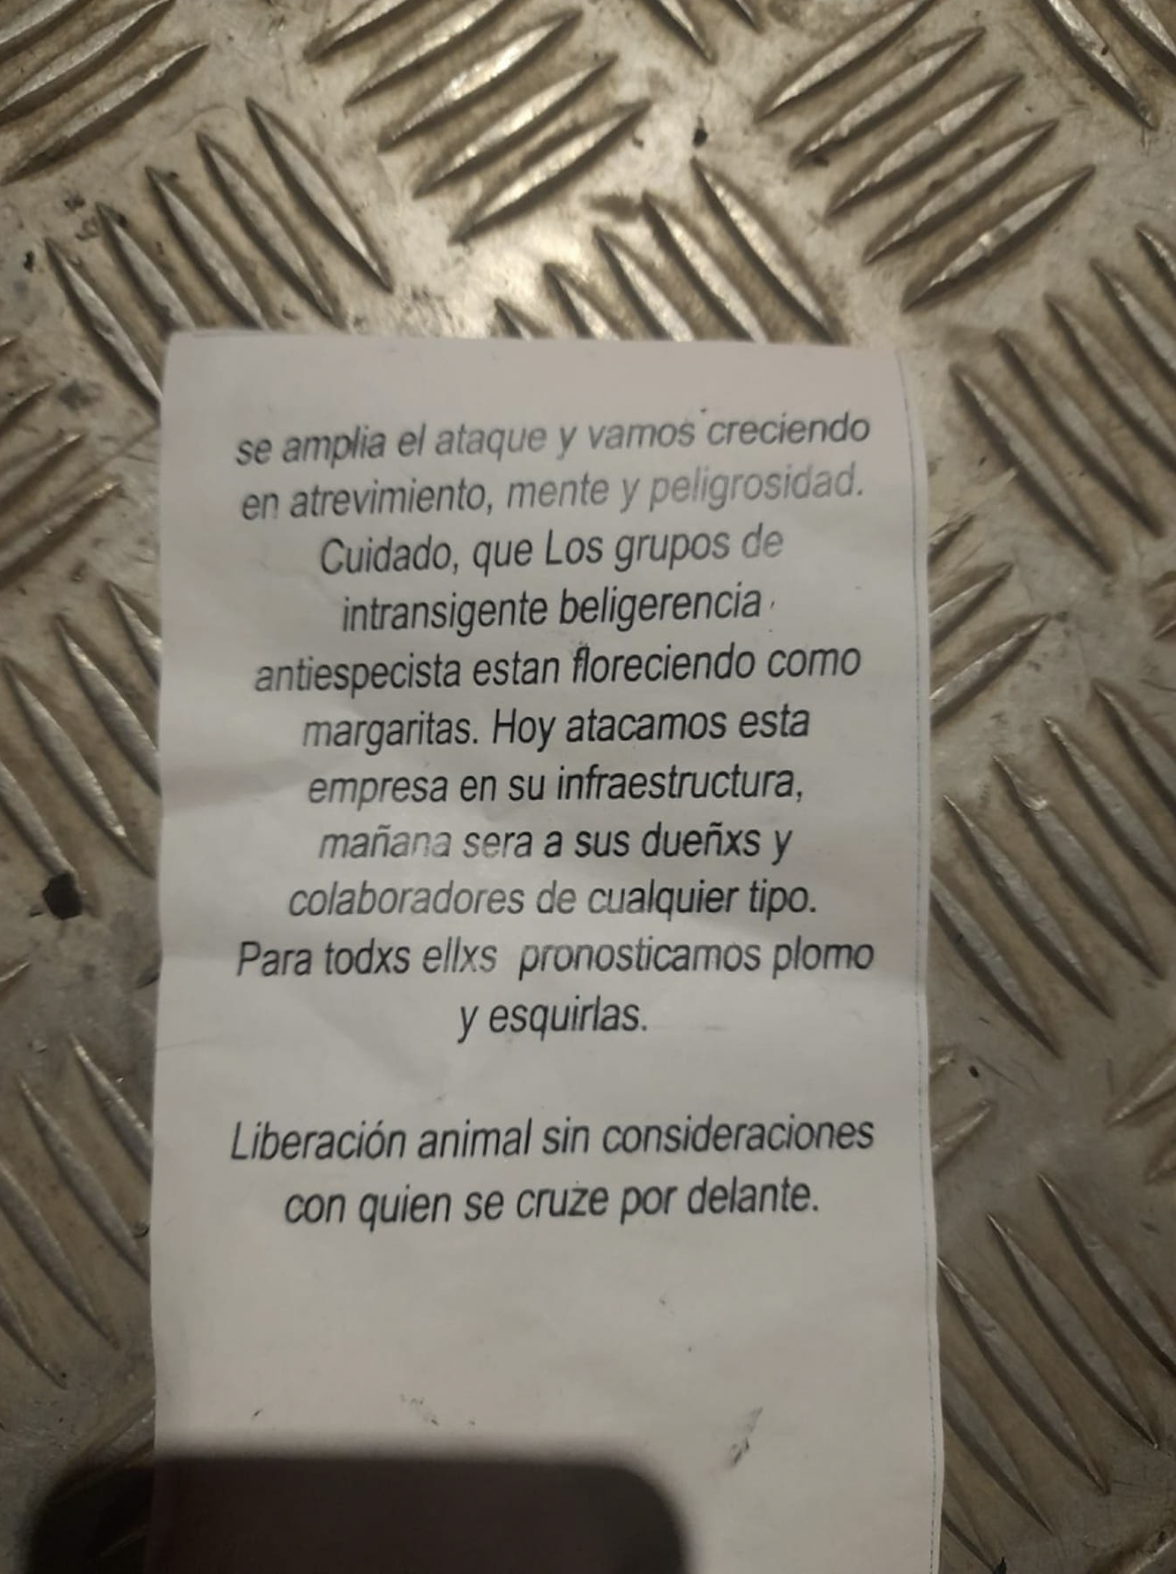 se amplia el ataque y vamos creciendo
en atrevimiento, mente y peligrosidad.
Cuidado, que Los grupos de
intransigente beligerencia
antiespecista estan floreciendo como
margaritas. Hoy atacamos esta
empresa en su infraestructura,
mañana sera a sus dueñxs y
colaboradores de cualquier tipo.
Para todxs ellxs pronosticamos plomo
y esquirlas.
Liberación animal sin consideraciones
con quien se cruze por delante.